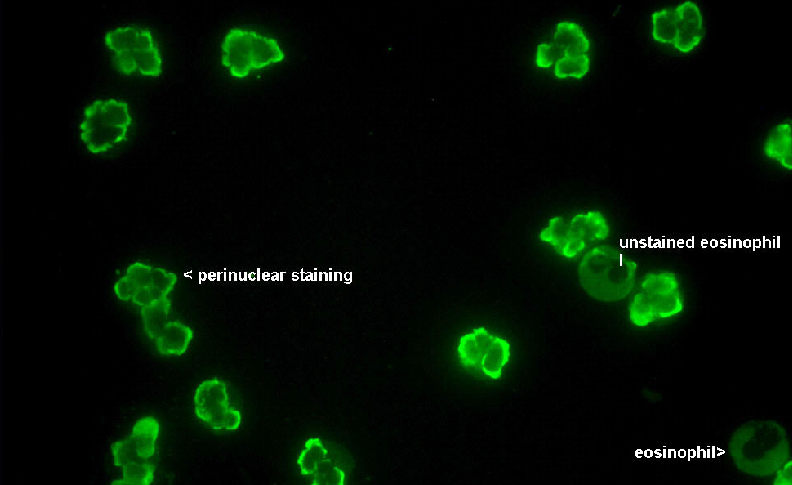 unstained eosinophil
|
< perinuclear staining
eosinophil>